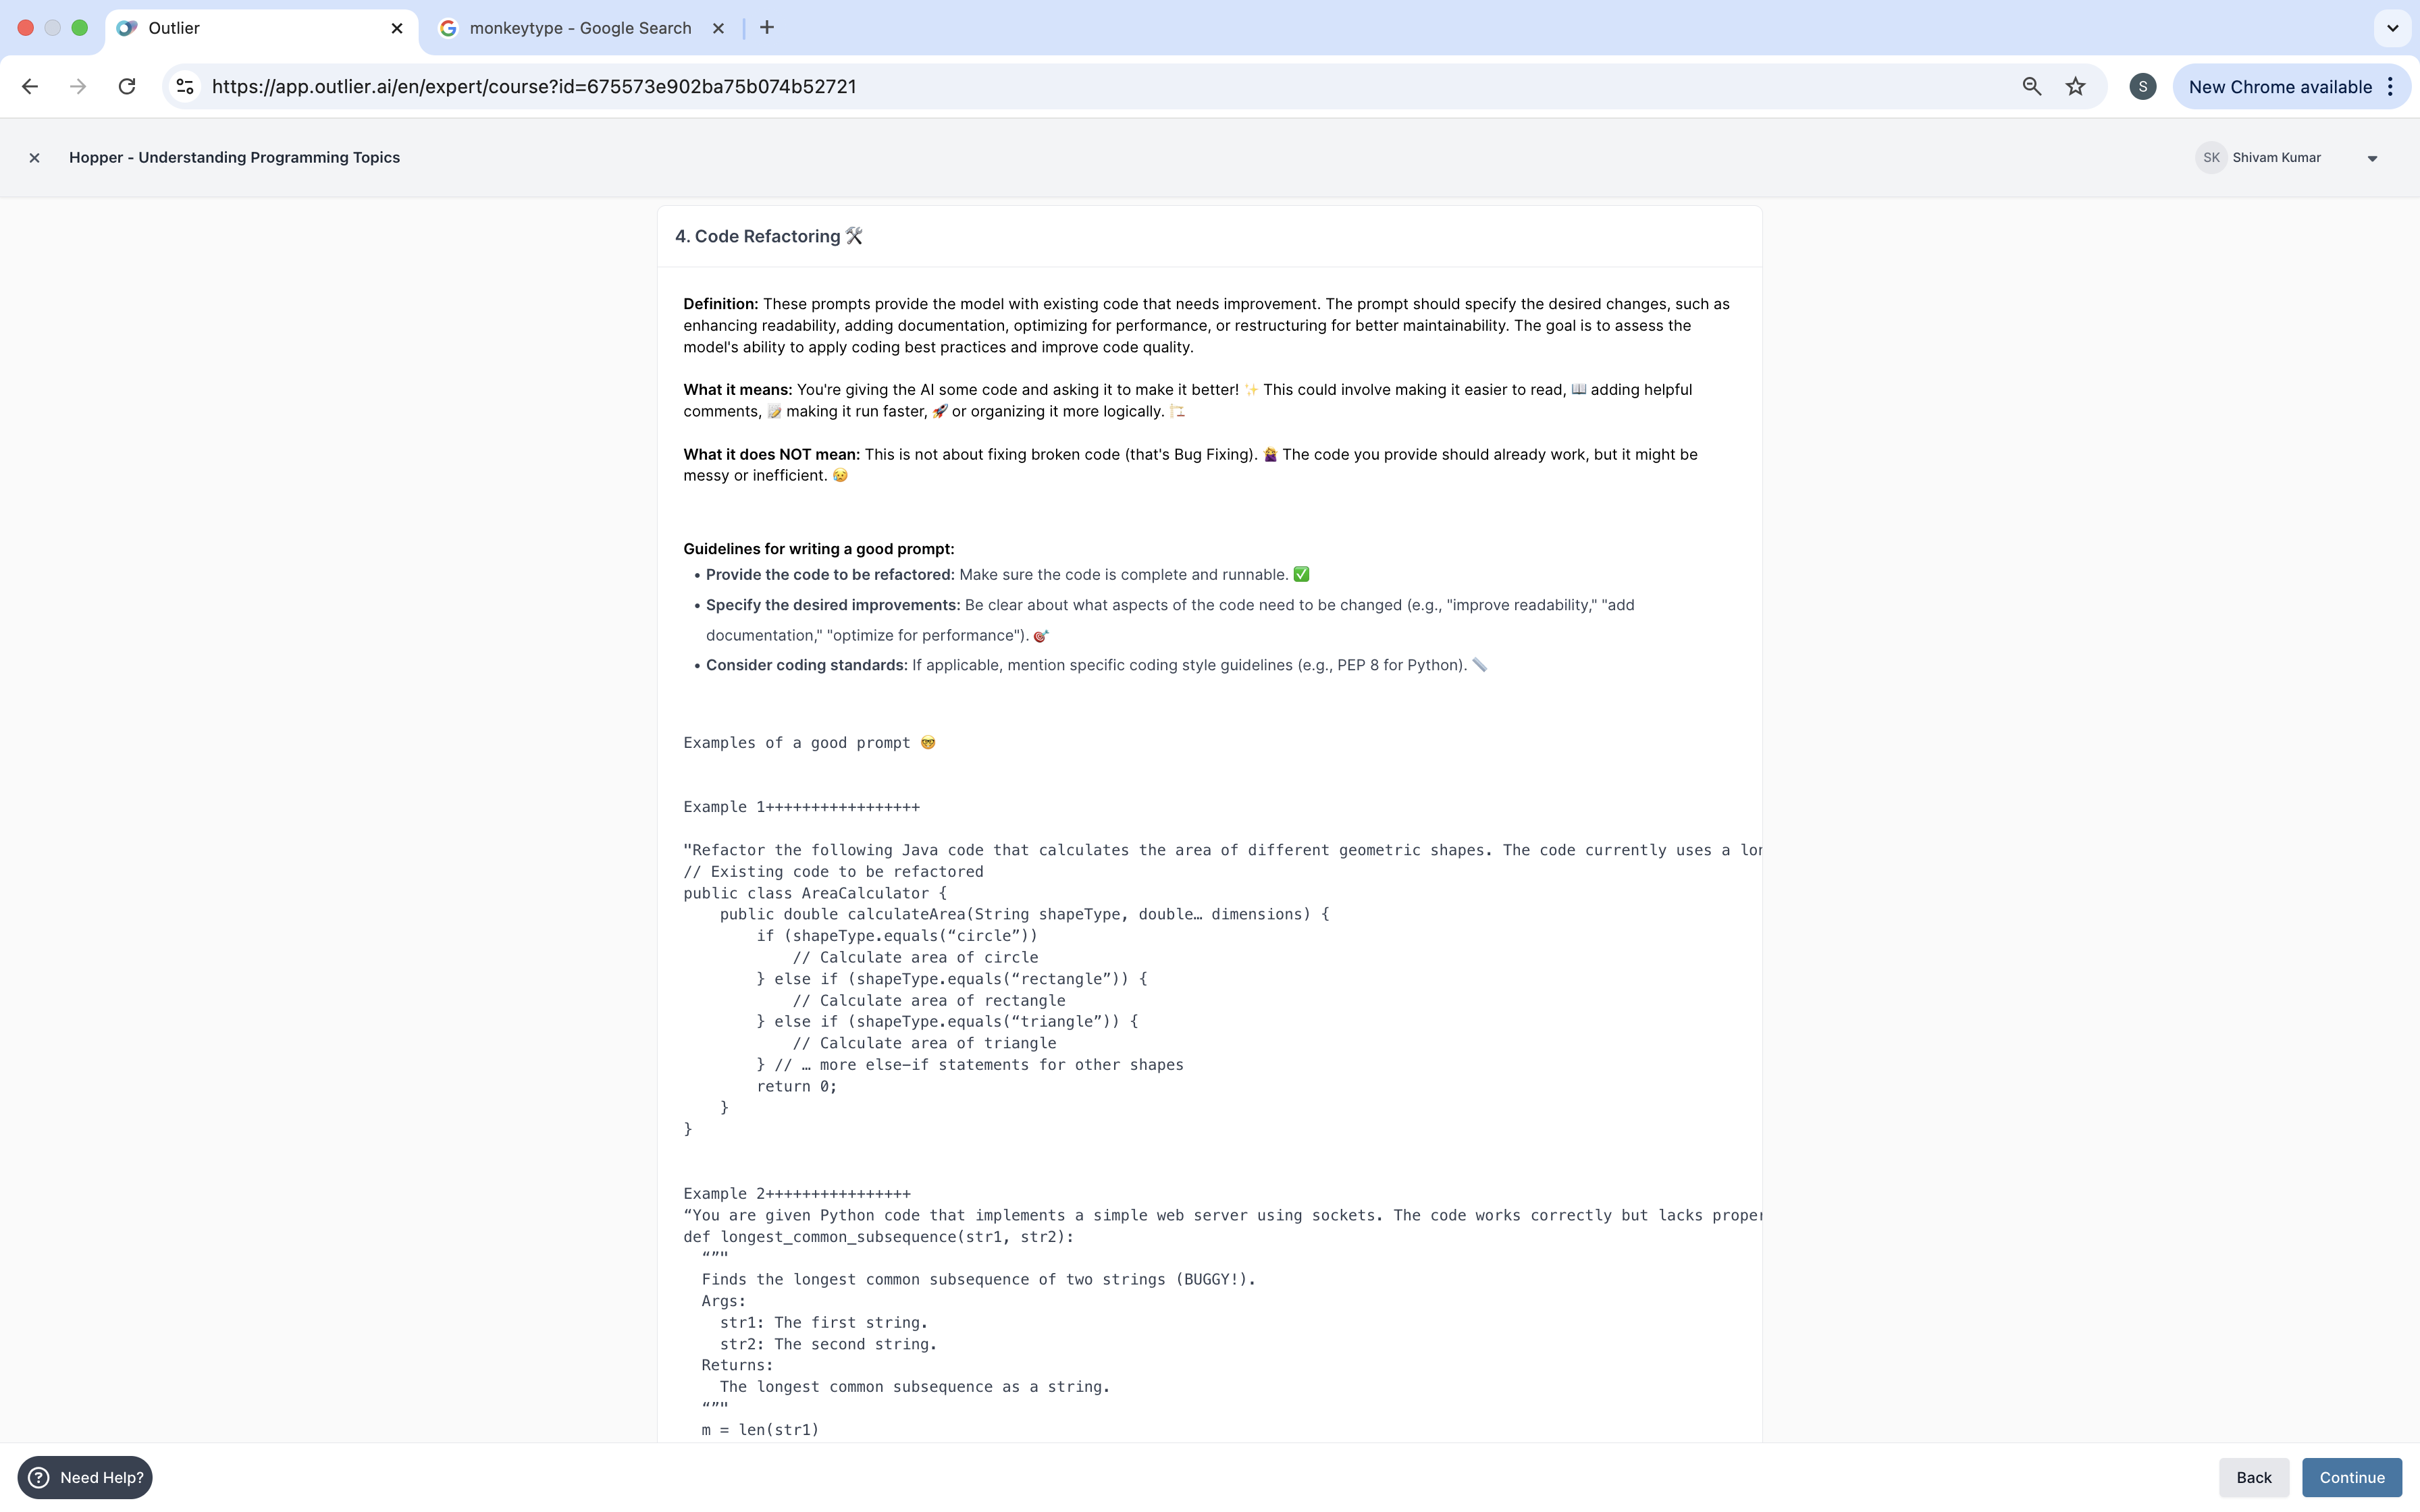 Outlier
monkeytype - Google Search
https://app.outlier.ai/en/expert/course?id=675573e902ba75b074b52721
S
New Chrome available
Hopper - Understanding Programming Topics
SK Shivam Kumar
4. Code Refactoring 🛠️
Definition: These prompts provide the model with existing code that needs improvement. The prompt should specify the desired changes, such as
enhancing readability, adding documentation, optimizing for performance, or restructuring for better maintainability. The goal is to assess the
model's ability to apply coding best practices and improve code quality.
What it means: You're giving the AI some code and asking it to make it better! ✨ This could involve making it easier to read, 📖 adding helpful
comments, 📝 making it run faster, 🚀 or organizing it more logically. 🏗️
What it does NOT mean: This is not about fixing broken code (that's Bug Fixing). 🙅‍♀️ The code you provide should already work, but it might be
messy or inefficient. 😥
Guidelines for writing a good prompt:
• Provide the code to be refactored: Make sure the code is complete and runnable. ✅
• Specify the desired improvements: Be clear about what aspects of the code need to be changed (e.g., "improve readability," "add
documentation," "optimize for performance"). 🎯
• Consider coding standards: If applicable, mention specific coding style guidelines (e.g., PEP 8 for Python). 📏
Examples of a good prompt 🤓
Example 1+++++++++++++++++
"Refactor the following Java code that calculates the area of different geometric shapes. The code currently uses a
// Existing code to be refactored
public class AreaCalculator {
    public double calculateArea(String shapeType, double… dimensions) {
        if (shapeType.equals(“circle”))
            // Calculate area of circle
        } else if (shapeType.equals(“rectangle”)) {
            // Calculate area of rectangle
        } else if (shapeType.equals(“triangle”)) {
            // Calculate area of triangle
        } // … more else-if statements for other shapes
        return 0;
    }
}
Example 2++++++++++++++++
“You are given Python code that implements a simple web server using sockets. The code works correctly but lacks
def longest_common_subsequence(str1, str2):
  “”"
  Finds the longest common subsequence of two strings (BUGGY!).
  Args:
    str1: The first string.
    str2: The second string.
  Returns:
    The longest common subsequence as a string.
  “”"
  m = len(str1)
Need Help?
Back
Continue